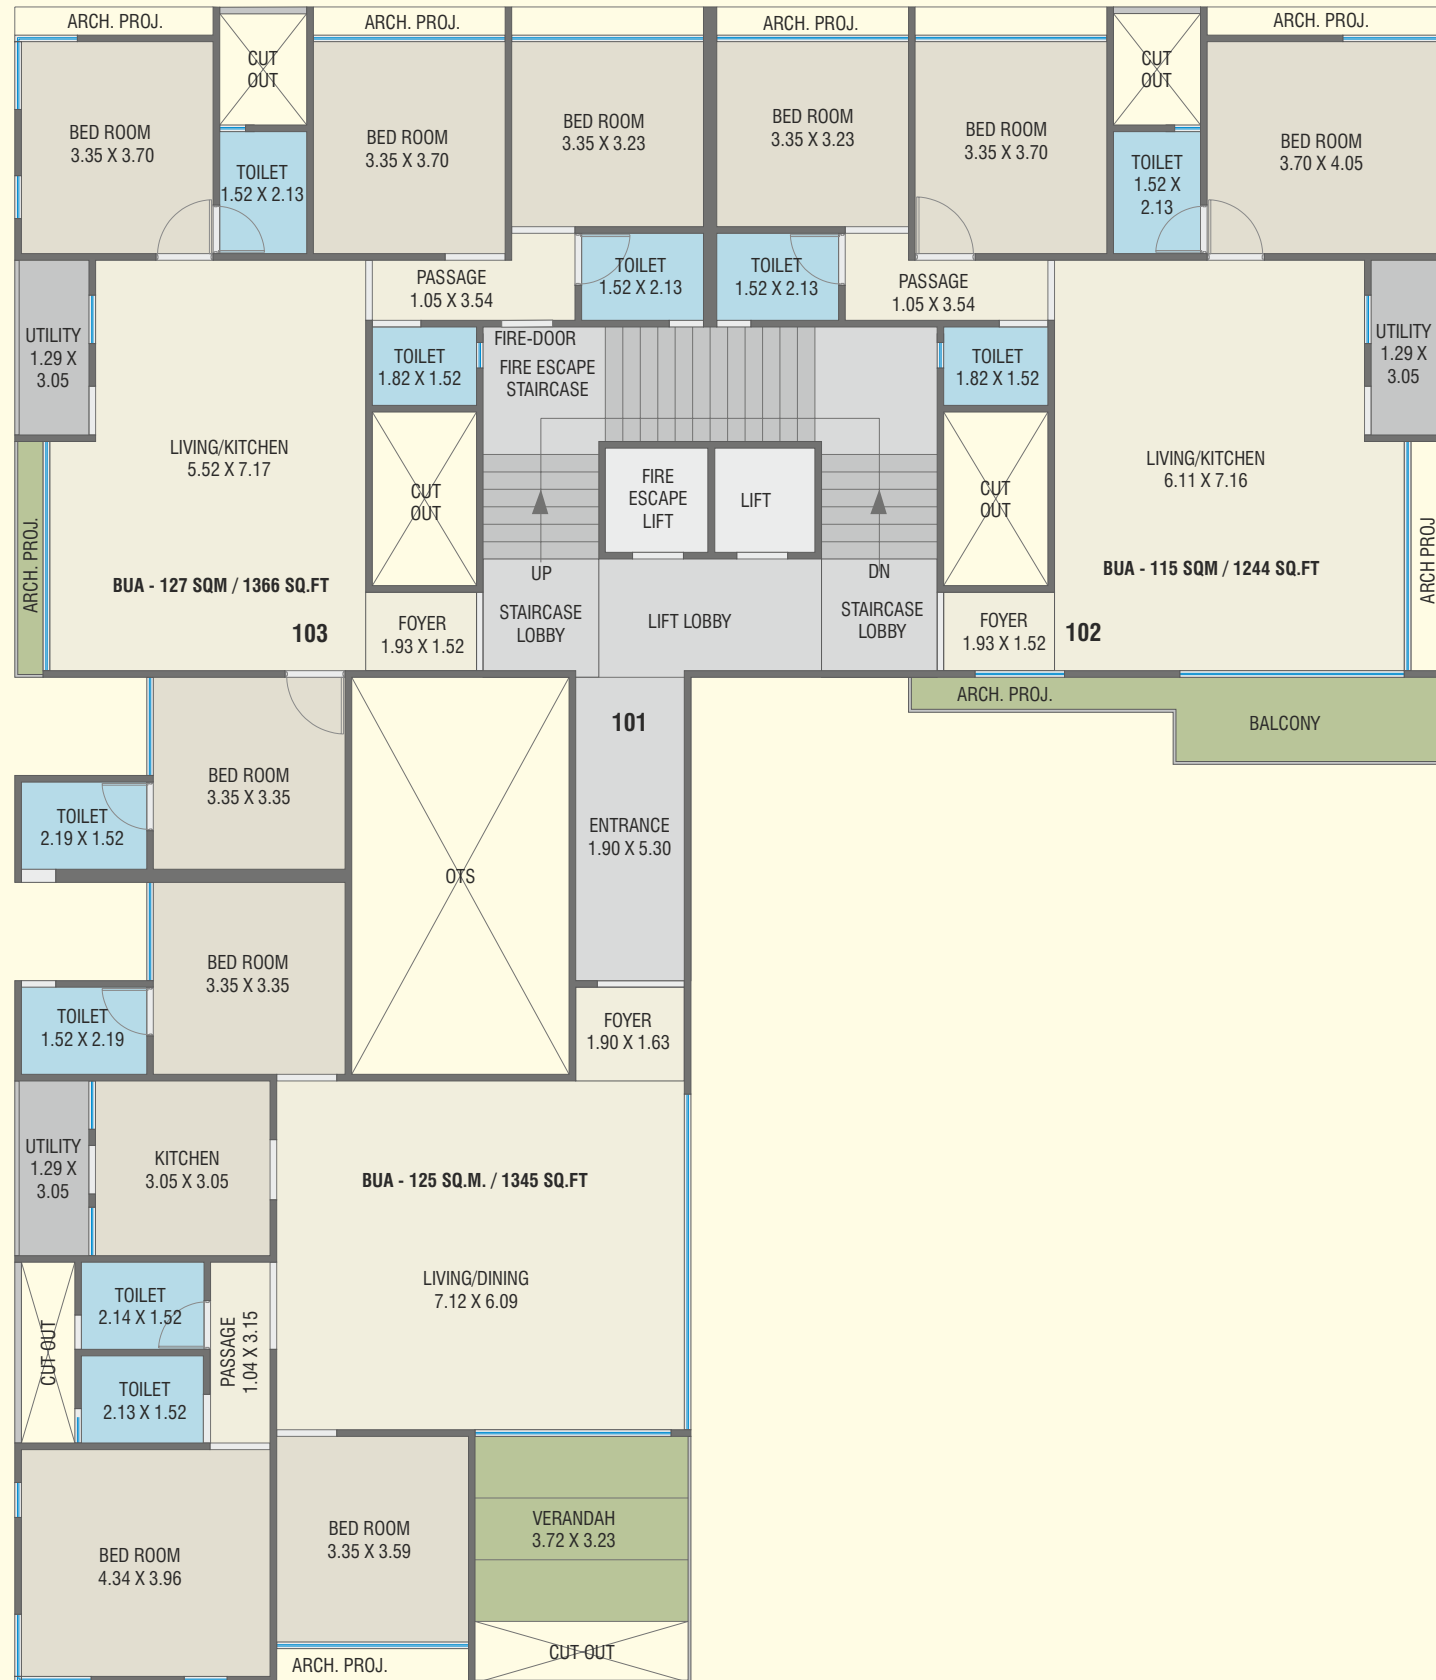 ARCH. PROJ.
ARCH. PROJ.
ARCH. PROJ.
ARCH. PROJ.
CUT
OUT
CUT
OUT
BED ROOM
3.35 X 3.70
BED ROOM
3.35 X 3.70
BED ROOM
3.35 X 3.23
BED ROOM
3.35 X 3.23
BED ROOM
3.35 X 3.70
BED ROOM
3.70 X 4.05
TOILET
1.52 X 2.13
TOILET
1.52 X
2.13
PASSAGE
1.05 X 3.54
TOILET
1.52 X 2.13
TOILET
1.52 X 2.13
PASSAGE
1.05 X 3.54
UTILITY
1.29 X
3.05
TOILET
1.82 X 1.52
FIRE-DOOR
FIRE ESCAPE
STAIRCASE
TOILET
1.82 X 1.52
UTILITY
1.29 X
3.05
LIVING/KITCHEN
5.52 X 7.17
CUT
OUT
FIRE
ESCAPE
LIFT
LIFT
CUT
OUT
LIVING/KITCHEN
6.11 X 7.16
ARCH. PROJ.
ARCH PROJ
BUA - 127 SQM / 1366 SQ.FT
UP
DN
BUA - 115 SQM / 1244 SQ.FT
103
FOYER
1.93 X 1.52
STAIRCASE
LOBBY
LIFT LOBBY
STAIRCASE
LOBBY
FOYER
1.93 X 1.52
102
ARCH. PROJ.
BALCONY
101
BED ROOM
3.35 X 3.35
TOILET
2.19 X 1.52
ENTRANCE
1.90 X 5.30
OTS
BED ROOM
3.35 X 3.35
TOILET
1.52 X 2.19
FOYER
1.90 X 1.63
UTILITY
1.29 X
3.05
KITCHEN
3.05 X 3.05
BUA - 125 SQ.M. / 1345 SQ.FT
LIVING/DINING
7.12 X 6.09
TOILET
2.14 X 1.52
CUT OUT
PASSAGE
1.04 X 3.15
TOILET
2.13 X 1.52
BED ROOM
4.34 X 3.96
BED ROOM
3.35 X 3.59
VERANDAH
3.72 X 3.23
CUT OUT
ARCH. PROJ.